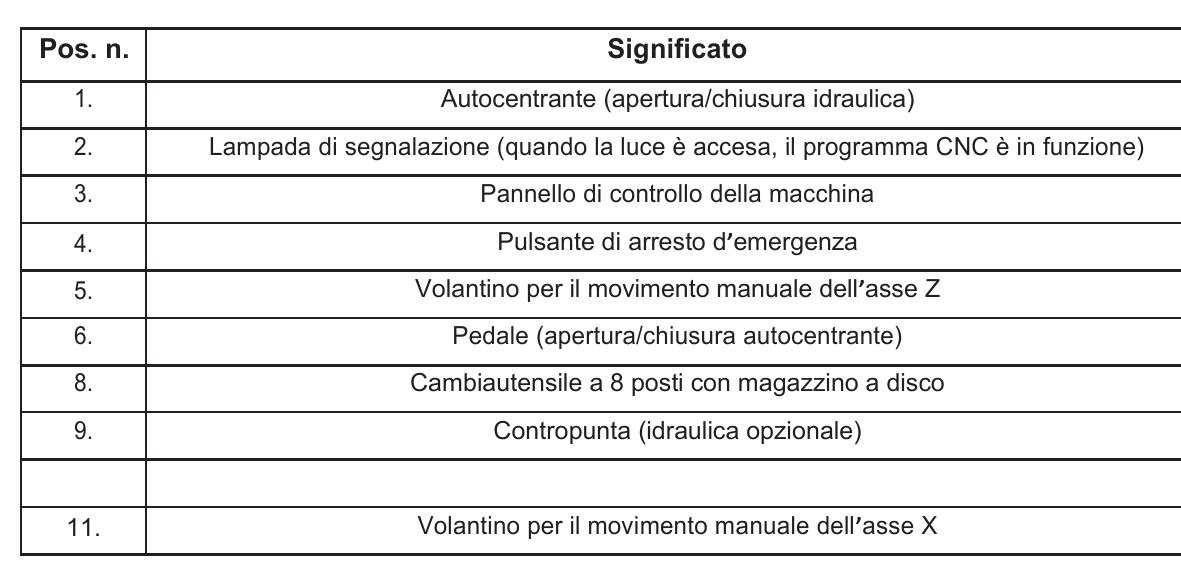 Pos. n. Significato
1. Autocentrante (apertura/chiusura idraulica)
2. Lampada di segnalazione (quando la luce è accesa, il programma CNC è in funzione)
3. Pannello di controllo della macchina
4. Pulsante di arresto d’emergenza
5. Volantino per il movimento manuale dell’asse Z
6. Pedale (apertura/chiusura autocentrante)
8. Cambiautensile a 8 posti con magazzino a disco
9. Contropunta (idraulica opzionale)
11. Volantino per il movimento manuale dell’asse X